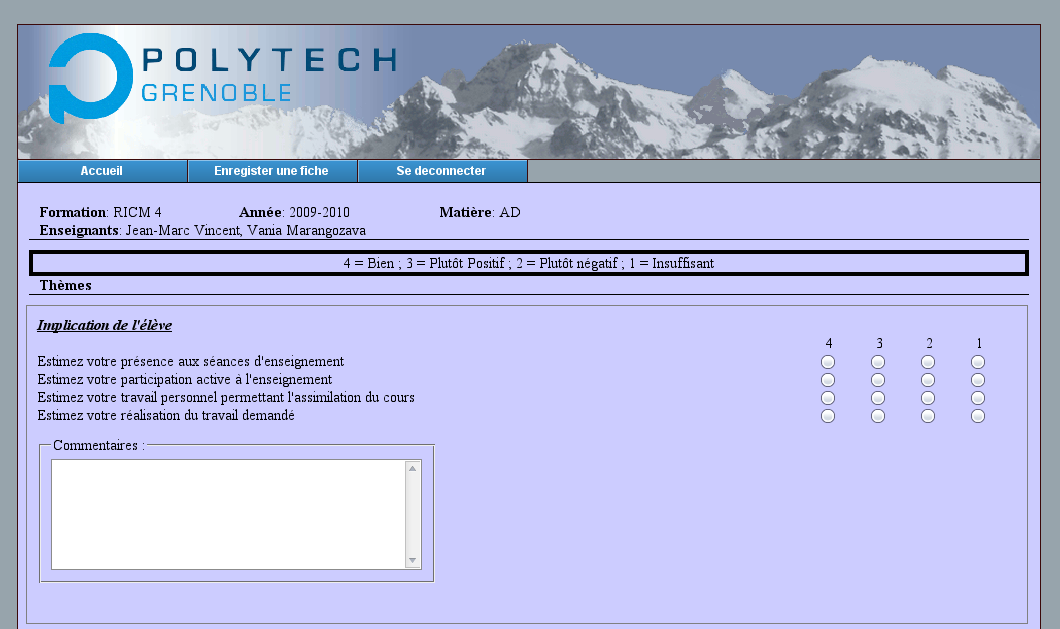 POLYTECH
GRENOBLE
Accueil Enregister une fiche Se deconnecter
Formation: RICM 4 Année: 2009-2010 Matière: AD
Enseignants: Jean-Marc Vincent, Vania Marangozava
4 = Bien ; 3 = Plutôt Positif ; 2 = Plutôt négatif ; 1 = Insuffisant
Thèmes
Implication de l'élève
4 3 2 1
Estimez votre présence aux séances d'enseignement
Estimez votre participation active à l'enseignement
Estimez votre travail personnel permettant l'assimilation du cours
Estimez votre réalisation du travail demandé
Commentaires :